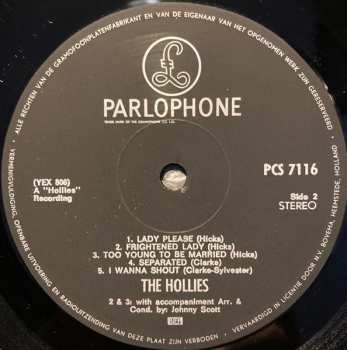 ALLE RECHTEN VAN DE GRAMOFOONPLATENFABRIKANT EN VAN DE EIGENAAR VAN HET OPGENOMEN WERK ZIJN GERESERVEERD
£
PARLOPHONE
TRADE MARK OF THE GRAMOPHONE CO. LTD.
PCS 7116
(YEX 806)
A "Hollies"
Recording
Side 2
STEREO
1. LADY PLEASE (Hicks)
2. FRIGHTENED LADY (Hicks)
3. TOO YOUNG TO BE MARRIED (Hicks)
4. SEPARATED (Clarke)
5. I WANNA SHOUT (Clarke-Sylvester)
THE HOLLIES
2 & 3: with accompaniment Arr. &
Cond. by: Johnny Scott
VERMENIGVULDIGING, OPENBARE UITVOERING EN RADIOUITZENDING VAN DEZE PLAAT VERBODEN
VERVAARDIGD IN LICENTIE DOOR N.V. BOVEMA, HEEMSTEDE, HOLLAND